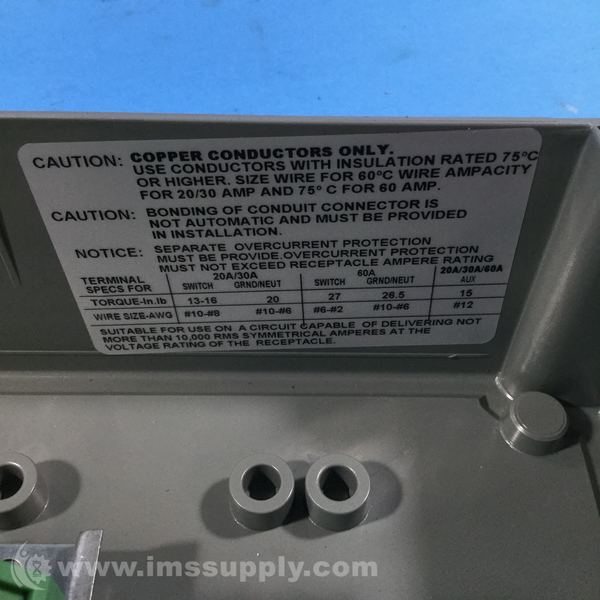 CAUTION: COPPER CONDUCTORS ONLY.
USE CONDUCTORS WITH INSULATION RATED 75ºC
OR HIGHER. SIZE WIRE FOR 60ºC WIRE AMPACITY
FOR 20/30 AMP AND 75º C FOR 60 AMP.
CAUTION: BONDING OF CONDUIT CONNECTOR IS
NOT AUTOMATIC AND MUST BE PROVIDED
IN INSTALLATION.
NOTICE: SEPARATE OVERCURRENT PROTECTION
MUST BE PROVIDE.OVERCURRENT PROTECTION
MUST NOT EXCEED RECEPTACLE AMPERE RATING
TERMINAL SPECS FOR 20A/30A 60A 20A/30A/60A
SWITCH GRND/NEUT SWITCH GRND/NEUT AUX
TORQUE-In.lb 13-16 20 27 26.5 15
WIRE SIZE-AWG #10-#8 #10-#6 #6-#2 #10-#6 #12
SUITABLE FOR USE ON A CIRCUIT CAPABLE OF DELIVERING NOT
MORE THAN 10,000 RMS SYMMETRICAL AMPERES AT THE
VOLTAGE RATING OF THE RECEPTACLE.
www.imssupply.com